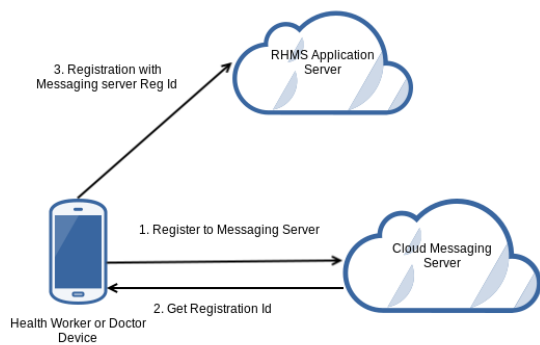 RHMS Application
Server
3. Registration with
Messaging server Reg Id
1. Register to Messaging Server
Cloud Messaging
Server
2. Get Registration Id
Health Worker or Doctor
Device